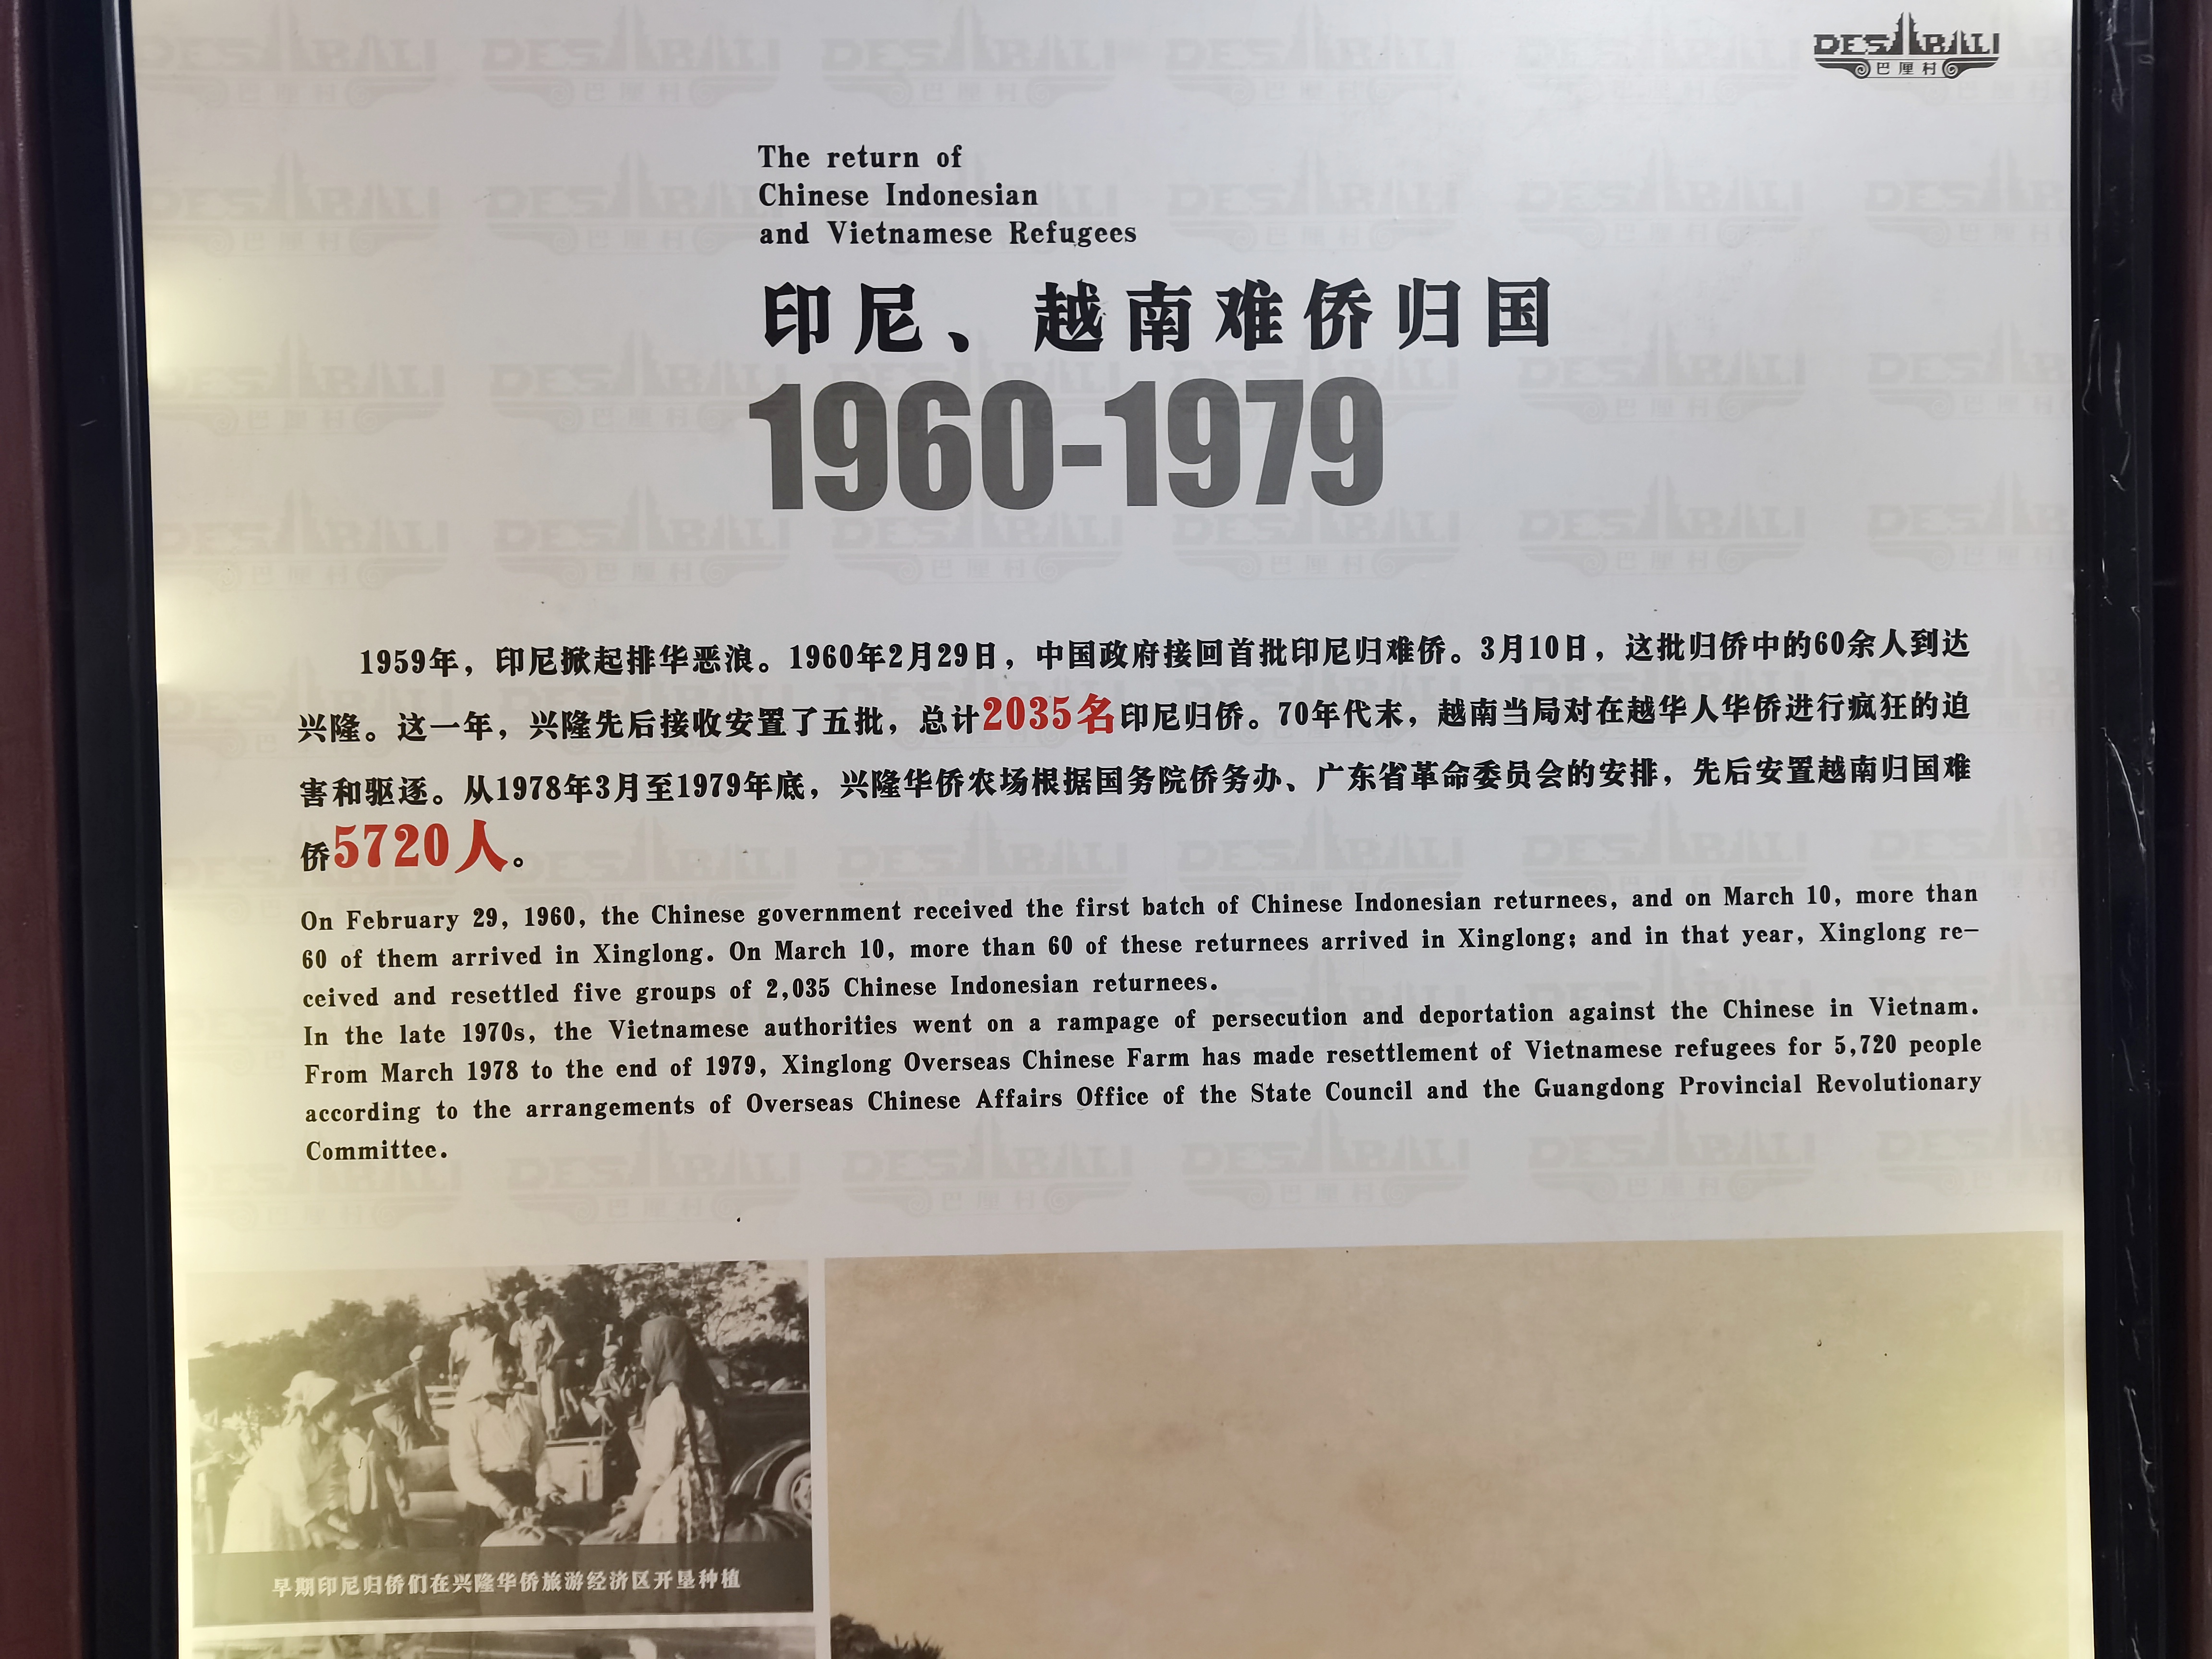 DESA BALI
巴厘村
The return of
Chinese Indonesian
and Vietnamese Refugees
印尼、越南难侨归国
1960-1979
1959年，印尼掀起排华恶浪。1960年2月29日，中国政府接回首批印尼归难侨。3月10日，这批归侨中的60余人到达
兴隆。这一年，兴隆先后接收安置了五批，总计2035名印尼归侨。70年代末，越南当局对在越华人华侨进行疯狂的迫
害和驱逐。从1978年3月至1979年底，兴隆华侨农场根据国务院侨务办、广东省革命委员会的安排，先后安置越南归国难
侨5720人。
On February 29, 1960, the Chinese government received the first batch of Chinese Indonesian returnees, and on March 10, more than
60 of them arrived in Xinglong. On March 10, more than 60 of these returnees arrived in Xinglong; and in that year, Xinglong re-
ceived and resettled five groups of 2,035 Chinese Indonesian returnees.
In the late 1970s, the Vietnamese authorities went on a rampage of persecution and deportation against the Chinese in Vietnam.
From March 1978 to the end of 1979, Xinglong Overseas Chinese Farm has made resettlement of Vietnamese refugees for 5,720 people
according to the arrangements of Overseas Chinese Affairs Office of the State Council and the Guangdong Provincial Revolutionary
Committee.
早期印尼归侨们在兴隆华侨旅游经济区开垦种植